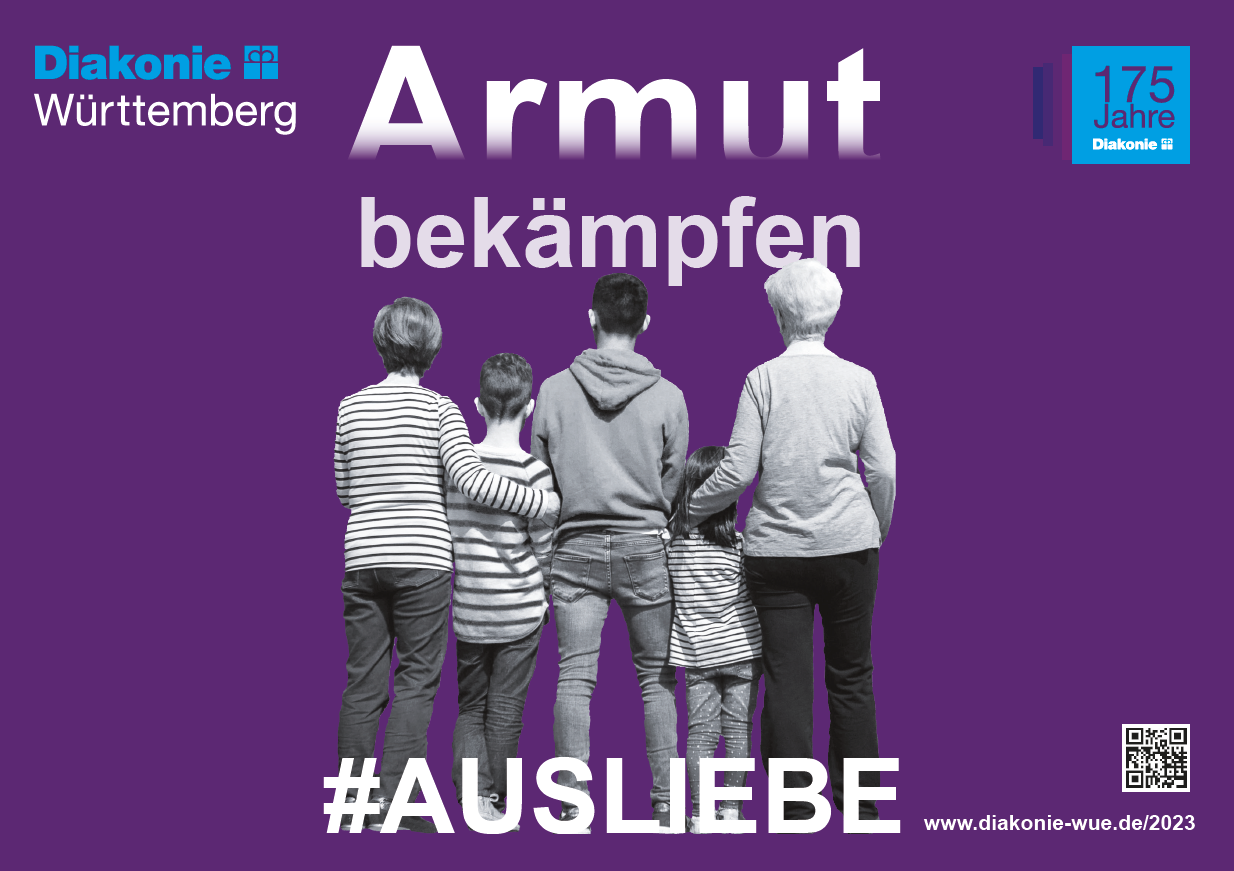 Diakonie
Württemberg
Armut
bekämpfen
175
Jahre
Diakonie
#AUSLIEBE
www.diakonie-wue.de/2023